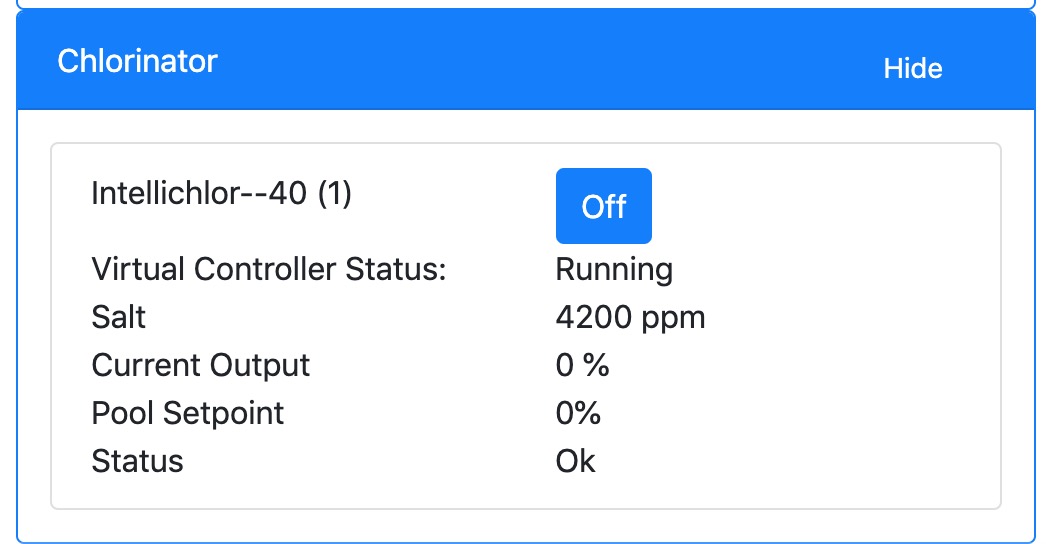 Chlorinator
Hide
Intellichlor--40 (1)
Off
Virtual Controller Status:
Running
Salt
4200 ppm
Current Output
0 %
Pool Setpoint
0%
Status
Ok